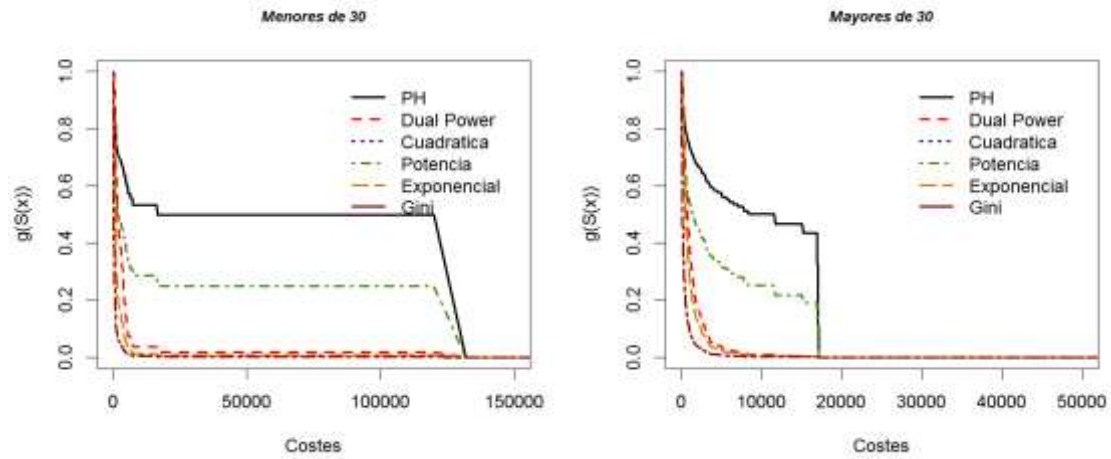 Menores de 30
g(S(x))
1.0
0.8
0.6
0.4
0.2
0.0
PH
Dual Power
Cuadratica
Potencia
Exponencial
Gini
0 50000 100000 150000
Costes
Mayores de 30
g(S(x))
1.0
0.8
0.6
0.4
0.2
0.0
PH
Dual Power
Cuadratica
Potencia
Exponencial
Gini
0 10000 20000 30000 40000 50000
Costes